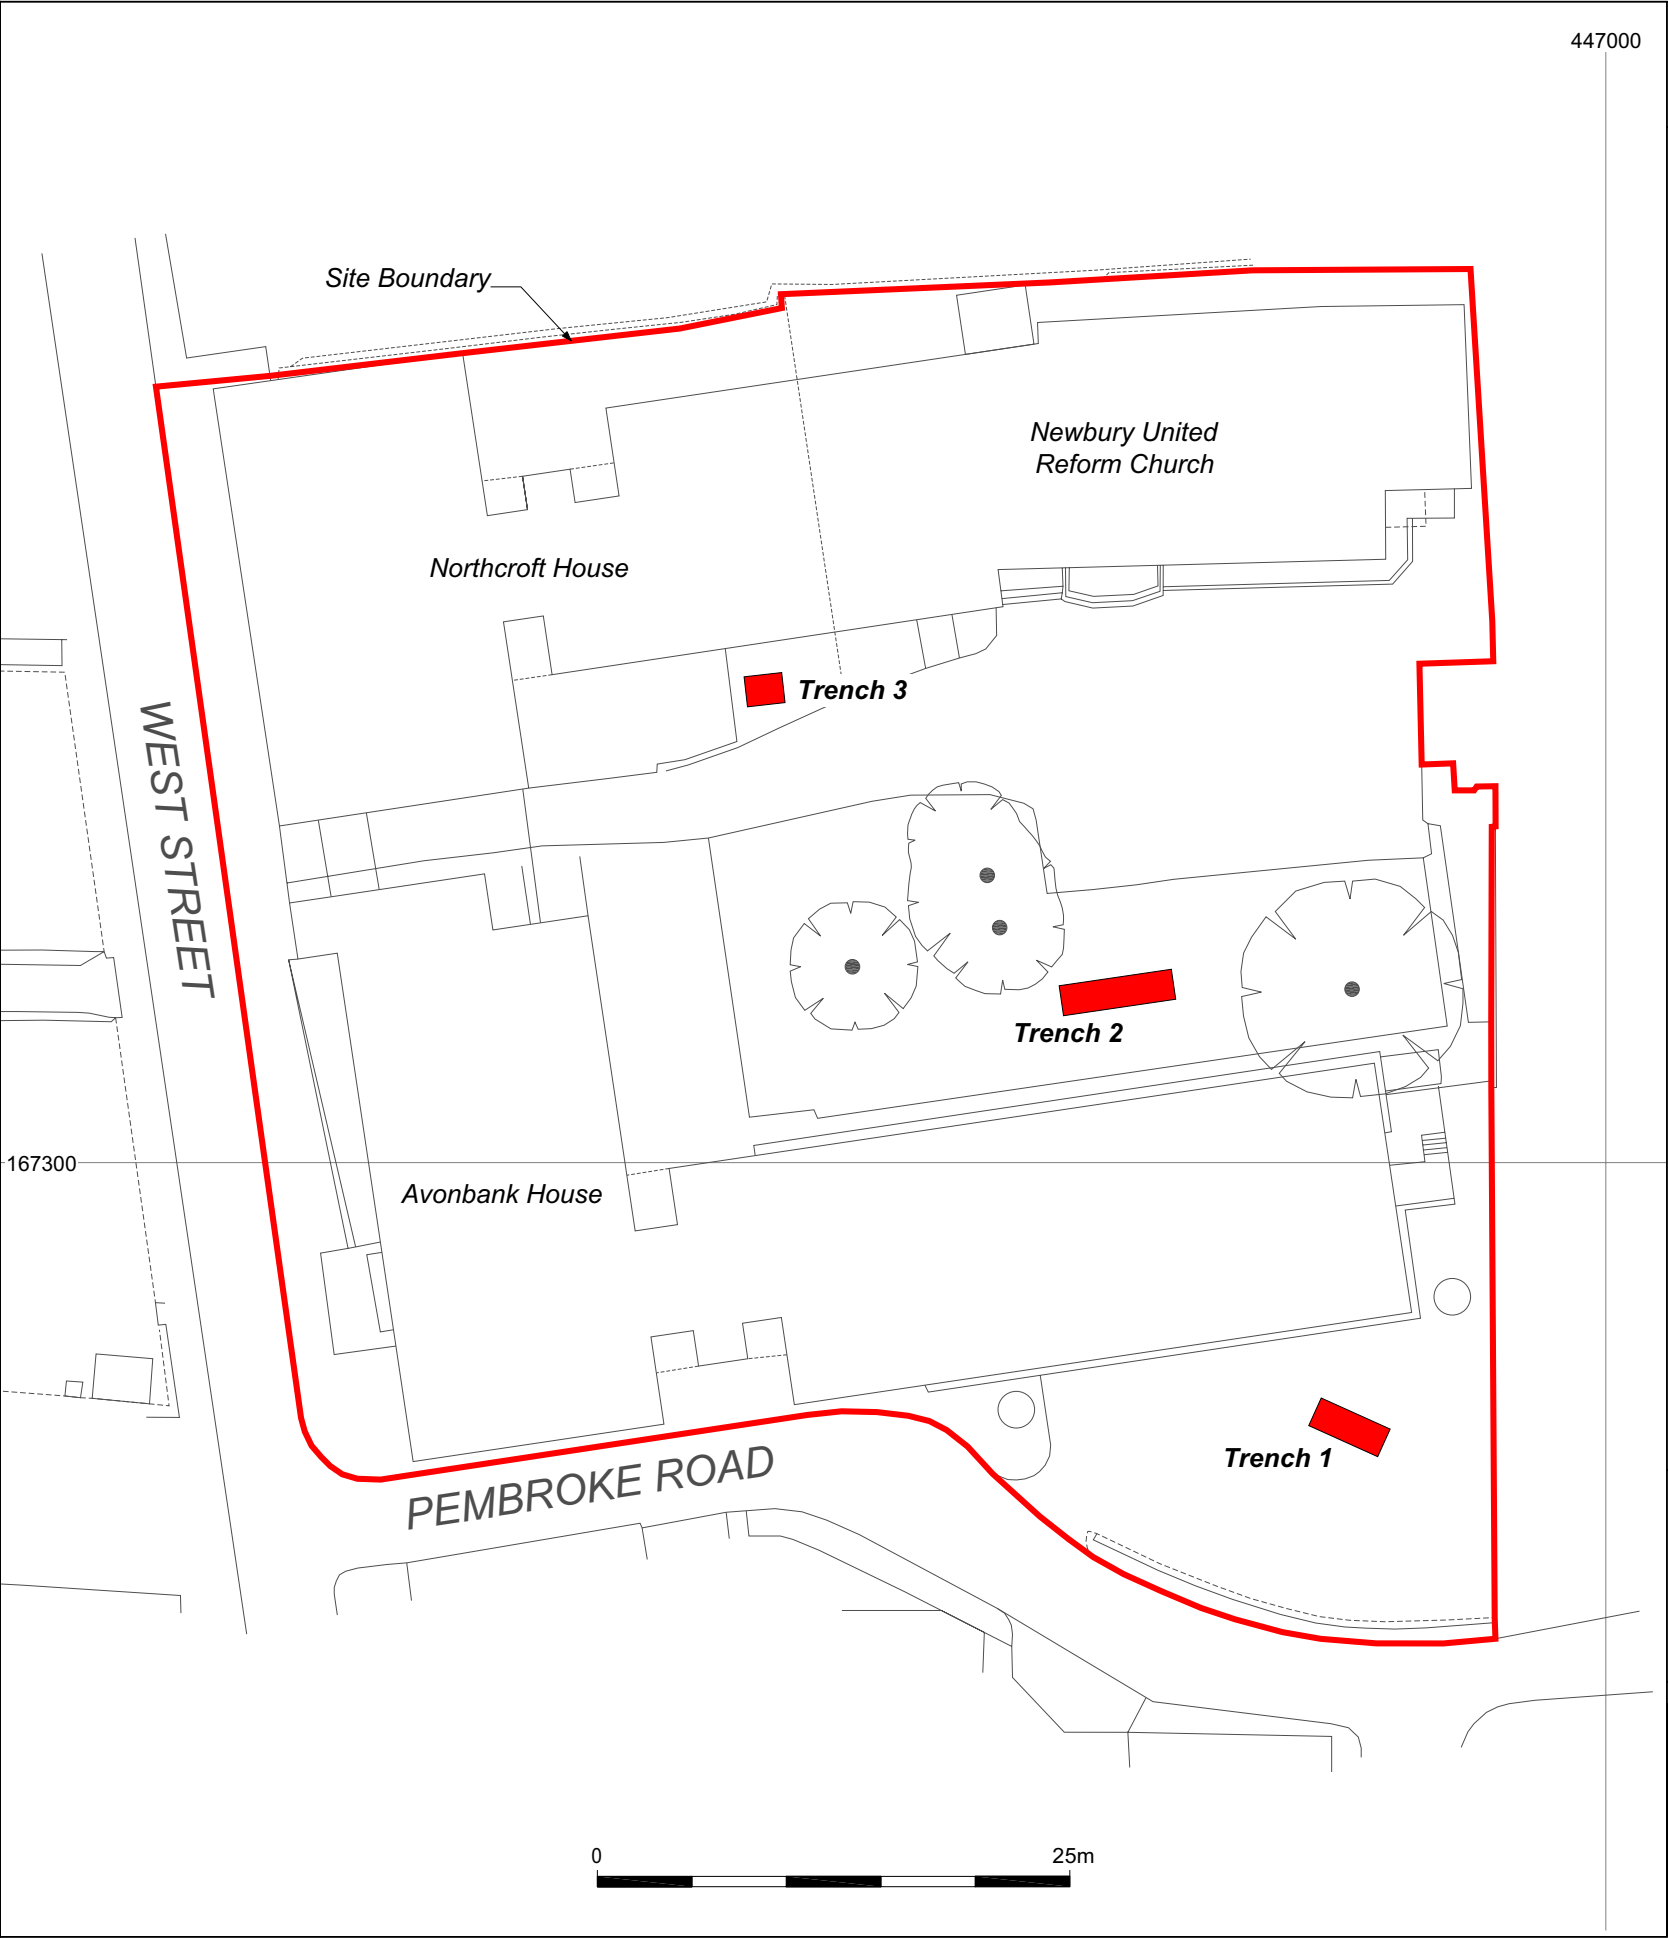 447000
Site Boundary
Newbury United
Reform Church
Northcroft House
Trench 3
WEST STREET
Trench 2
167300
Avonbank House
Trench 1
PEMBROKE ROAD
0 25m